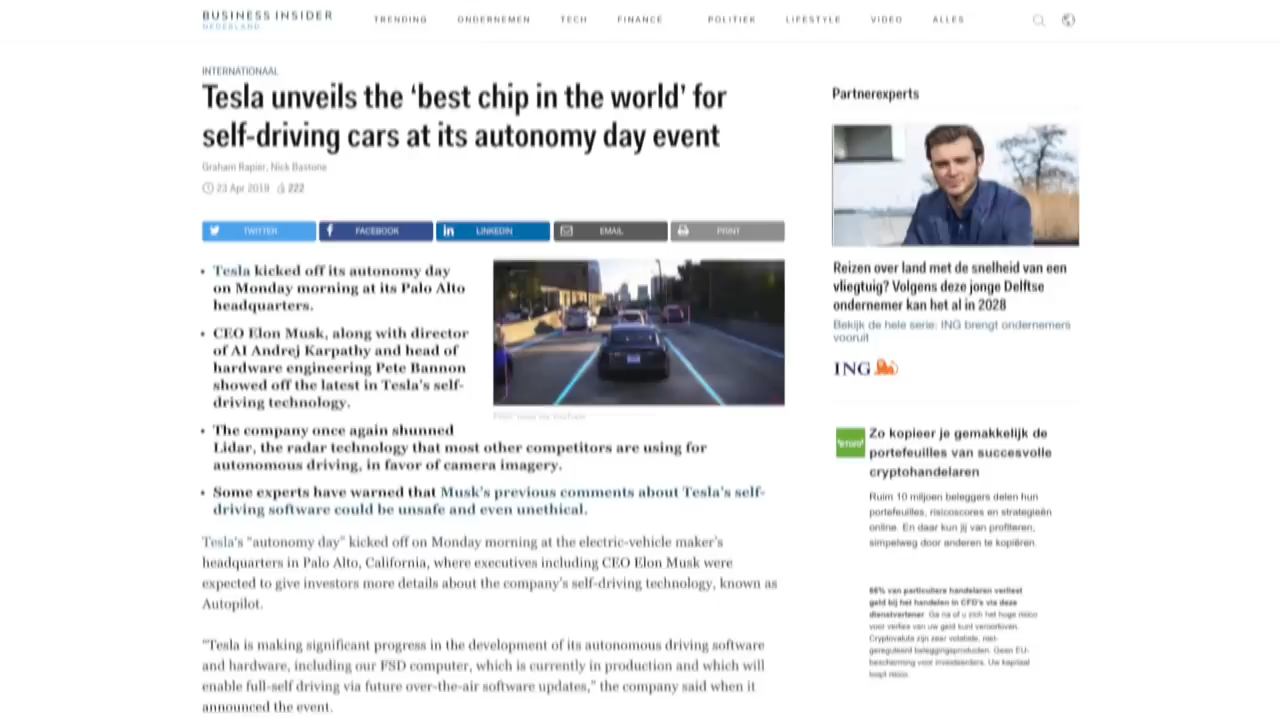 BUSINESS INSIDER
NEDERLAND
TRENDING ONDERNEMEN TECH FINANCE POLITIEK LIFESTYLE VIDEO ALLES
INTERNATIONAAL
Tesla unveils the ‘best chip in the world’ for
self-driving cars at its autonomy day event
Graham Rapier, Nick Bastone
23 Apr 2019 222
TWITTER FACEBOOK LINKEDIN EMAIL PRINT
• Tesla kicked off its autonomy day
on Monday morning at its Palo Alto
headquarters.
• CEO Elon Musk, along with director
of AI Andrej Karpathy and head of
hardware engineering Pete Bannon
showed off the latest in Tesla’s self-
driving technology.
• The company once again shunned
Lidar, the radar technology that most other competitors are using for
autonomous driving, in favor of camera imagery.
• Some experts have warned that Musk’s previous comments about Tesla’s self-
driving software could be unsafe and even unethical.
Tesla’s “autonomy day” kicked off on Monday morning at the electric-vehicle maker’s
headquarters in Palo Alto, California, where executives including CEO Elon Musk were
expected to give investors more details about the company’s self-driving technology, known as
Autopilot.
“Tesla is making significant progress in the development of its autonomous driving software
and hardware, including our FSD computer, which is currently in production and which will
enable full-self driving via future over-the-air software updates,” the company said when it
announced the event.
Partnerexperts
Reizen over land met de snelheid van een
vliegtuig? Volgens deze jonge Delftse
ondernemer kan het al in 2028
Bekijk de hele serie: ING brengt ondernemers
vooruit
ING
eToro
Zo kopieer je gemakkelijk de
portefeuilles van succesvolle
cryptohandelaren
Ruim 10 miljoen beleggers delen hun
portefeuilles, risicoscores en strategieën
online. En daar kun jij van profiteren,
simpelweg door anderen te kopiëren.
66% van particuliere handelaren verliest
geld bij het handelen in CFD's via deze
dienstverlener. Ga na of u zich het hoge risico
voor verlies van uw geld kunt veroorloven.
Cryptovaluta zijn zeer volatiele, niet-
gereguleerd beleggingsproducten. Geen EU-
bescherming voor investeerders. Uw kapitaal
loopt risico.